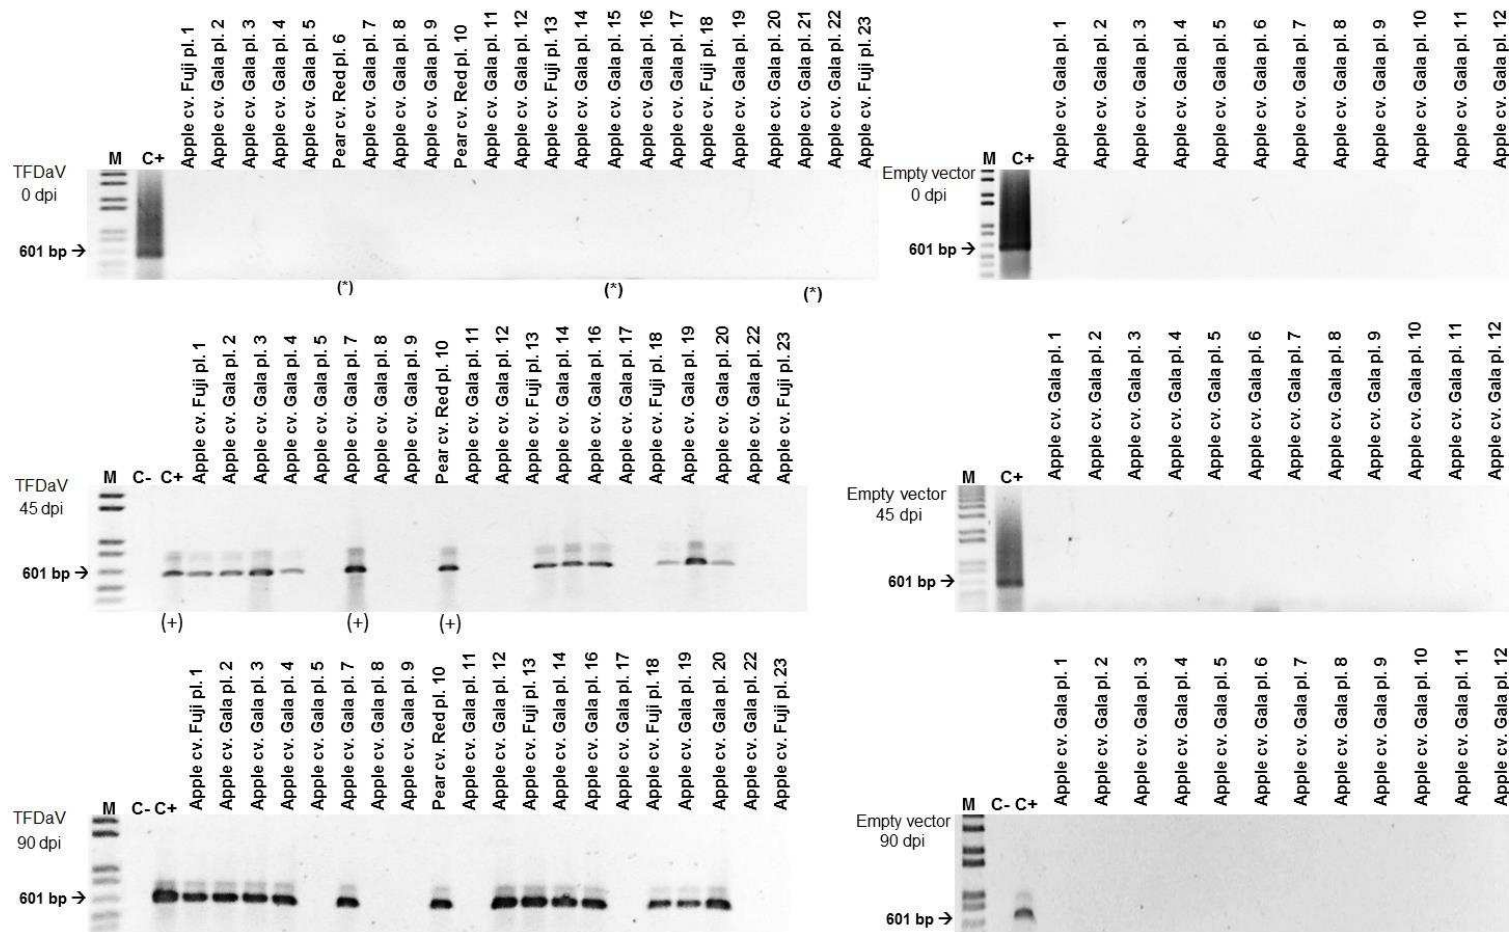 Apple cv. Fuji pl. 1
Apple cv. Gala pl. 2
Apple cv. Gala pl. 3
Apple cv. Gala pl. 4
Apple cv. Gala pl. 5
Pear cv. Red pl. 6
Apple cv. Gala pl. 7
Apple cv. Gala pl. 8
Apple cv. Gala pl. 9
Pear cv. Red pl. 10
Apple cv. Gala pl. 11
Apple cv. Gala pl. 12
Apple cv. Fuji pl. 13
Apple cv. Gala pl. 14
Apple cv. Gala pl. 15
Apple cv. Gala pl. 16
Apple cv. Gala pl. 17
Apple cv. Fuji pl. 18
Apple cv. Gala pl. 19
Apple cv. Gala pl. 20
Apple cv. Gala pl. 21
Apple cv. Gala pl. 22
Apple cv. Fuji pl. 23
M C+
TFDaV
0 dpi
601 bp →
(*) (*) (*)
Apple cv. Gala pl. 1
Apple cv. Gala pl. 2
Apple cv. Gala pl. 3
Apple cv. Gala pl. 4
Apple cv. Gala pl. 5
Apple cv. Gala pl. 6
Apple cv. Gala pl. 7
Apple cv. Gala pl. 8
Apple cv. Gala pl. 9
Apple cv. Gala pl. 10
Apple cv. Gala pl. 11
Apple cv. Gala pl. 12
M C+
Empty vector
0 dpi
601 bp →
Apple cv. Fuji pl. 1
Apple cv. Gala pl. 2
Apple cv. Gala pl. 3
Apple cv. Gala pl. 4
Apple cv. Gala pl. 5
Apple cv. Gala pl. 7
Apple cv. Gala pl. 8
Apple cv. Gala pl. 9
Pear cv. Red pl. 10
Apple cv. Gala pl. 11
Apple cv. Gala pl. 12
Apple cv. Fuji pl. 13
Apple cv. Gala pl. 14
Apple cv. Gala pl. 16
Apple cv. Gala pl. 17
Apple cv. Fuji pl. 18
Apple cv. Gala pl. 19
Apple cv. Gala pl. 20
Apple cv. Gala pl. 22
Apple cv. Fuji pl. 23
M C- C+
TFDaV
45 dpi
601 bp →
(+) (+) (+)
Apple cv. Gala pl. 1
Apple cv. Gala pl. 2
Apple cv. Gala pl. 3
Apple cv. Gala pl. 4
Apple cv. Gala pl. 5
Apple cv. Gala pl. 6
Apple cv. Gala pl. 7
Apple cv. Gala pl. 8
Apple cv. Gala pl. 9
Apple cv. Gala pl. 10
Apple cv. Gala pl. 11
Apple cv. Gala pl. 12
M C+
Empty vector
45 dpi
601 bp →
Apple cv. Fuji pl. 1
Apple cv. Gala pl. 2
Apple cv. Gala pl. 3
Apple cv. Gala pl. 4
Apple cv. Gala pl. 5
Apple cv. Gala pl. 7
Apple cv. Gala pl. 8
Apple cv. Gala pl. 9
Pear cv. Red pl. 10
Apple cv. Gala pl. 11
Apple cv. Gala pl. 12
Apple cv. Fuji pl. 13
Apple cv. Gala pl. 14
Apple cv. Gala pl. 16
Apple cv. Gala pl. 17
Apple cv. Fuji pl. 18
Apple cv. Gala pl. 19
Apple cv. Gala pl. 20
Apple cv. Gala pl. 22
Apple cv. Fuji pl. 23
M C- C+
TFDaV
90 dpi
601 bp →
Apple cv. Gala pl. 1
Apple cv. Gala pl. 2
Apple cv. Gala pl. 3
Apple cv. Gala pl. 4
Apple cv. Gala pl. 5
Apple cv. Gala pl. 6
Apple cv. Gala pl. 7
Apple cv. Gala pl. 8
Apple cv. Gala pl. 9
Apple cv. Gala pl. 10
Apple cv. Gala pl. 11
Apple cv. Gala pl. 12
M C- C+
Empty vector
90 dpi
601 bp →